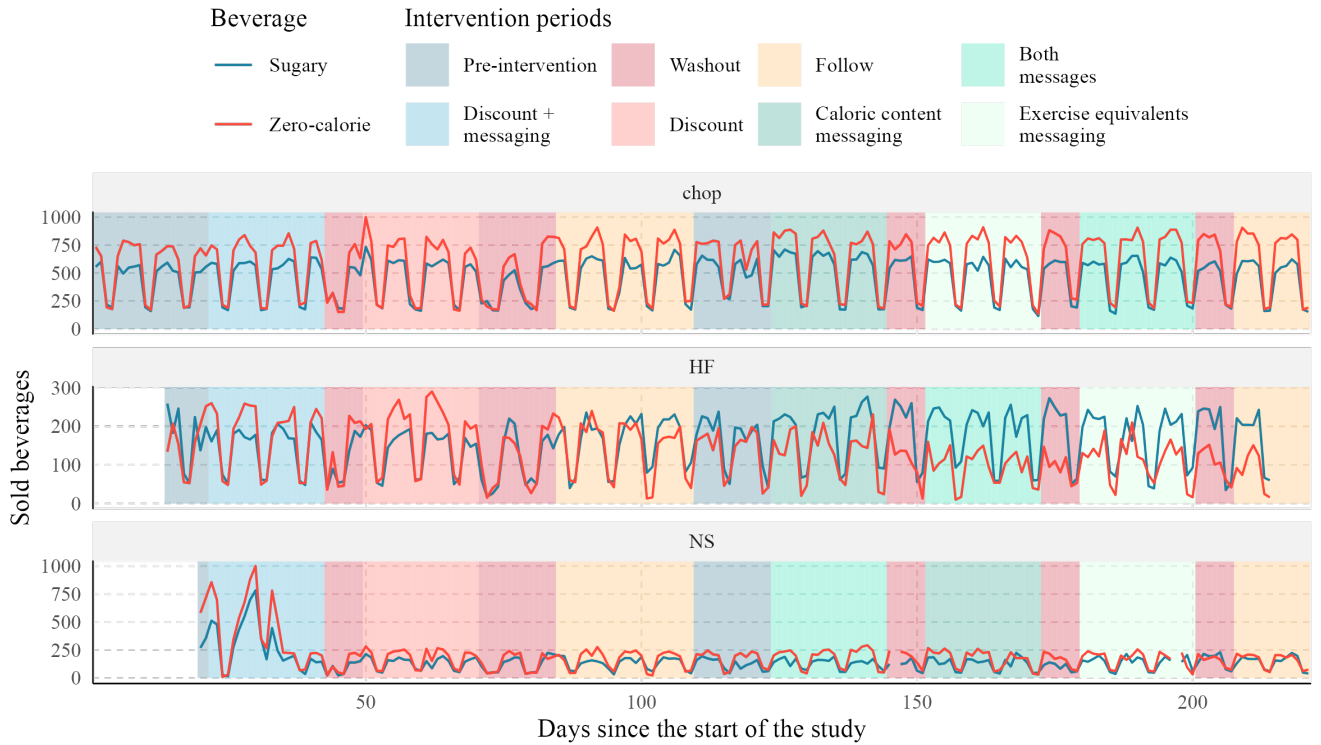 Beverage
Intervention periods
Sugary
Pre-intervention
Washout
Follow
Both
messages
Zero-calorie
Discount +
messaging
Discount
Caloric content
messaging
Exercise equivalents
messaging
chop
1000
750
500
250
0
HF
300
200
100
0
NS
1000
750
500
250
0
Sold beverages
50
100
150
200
Days since the start of the study